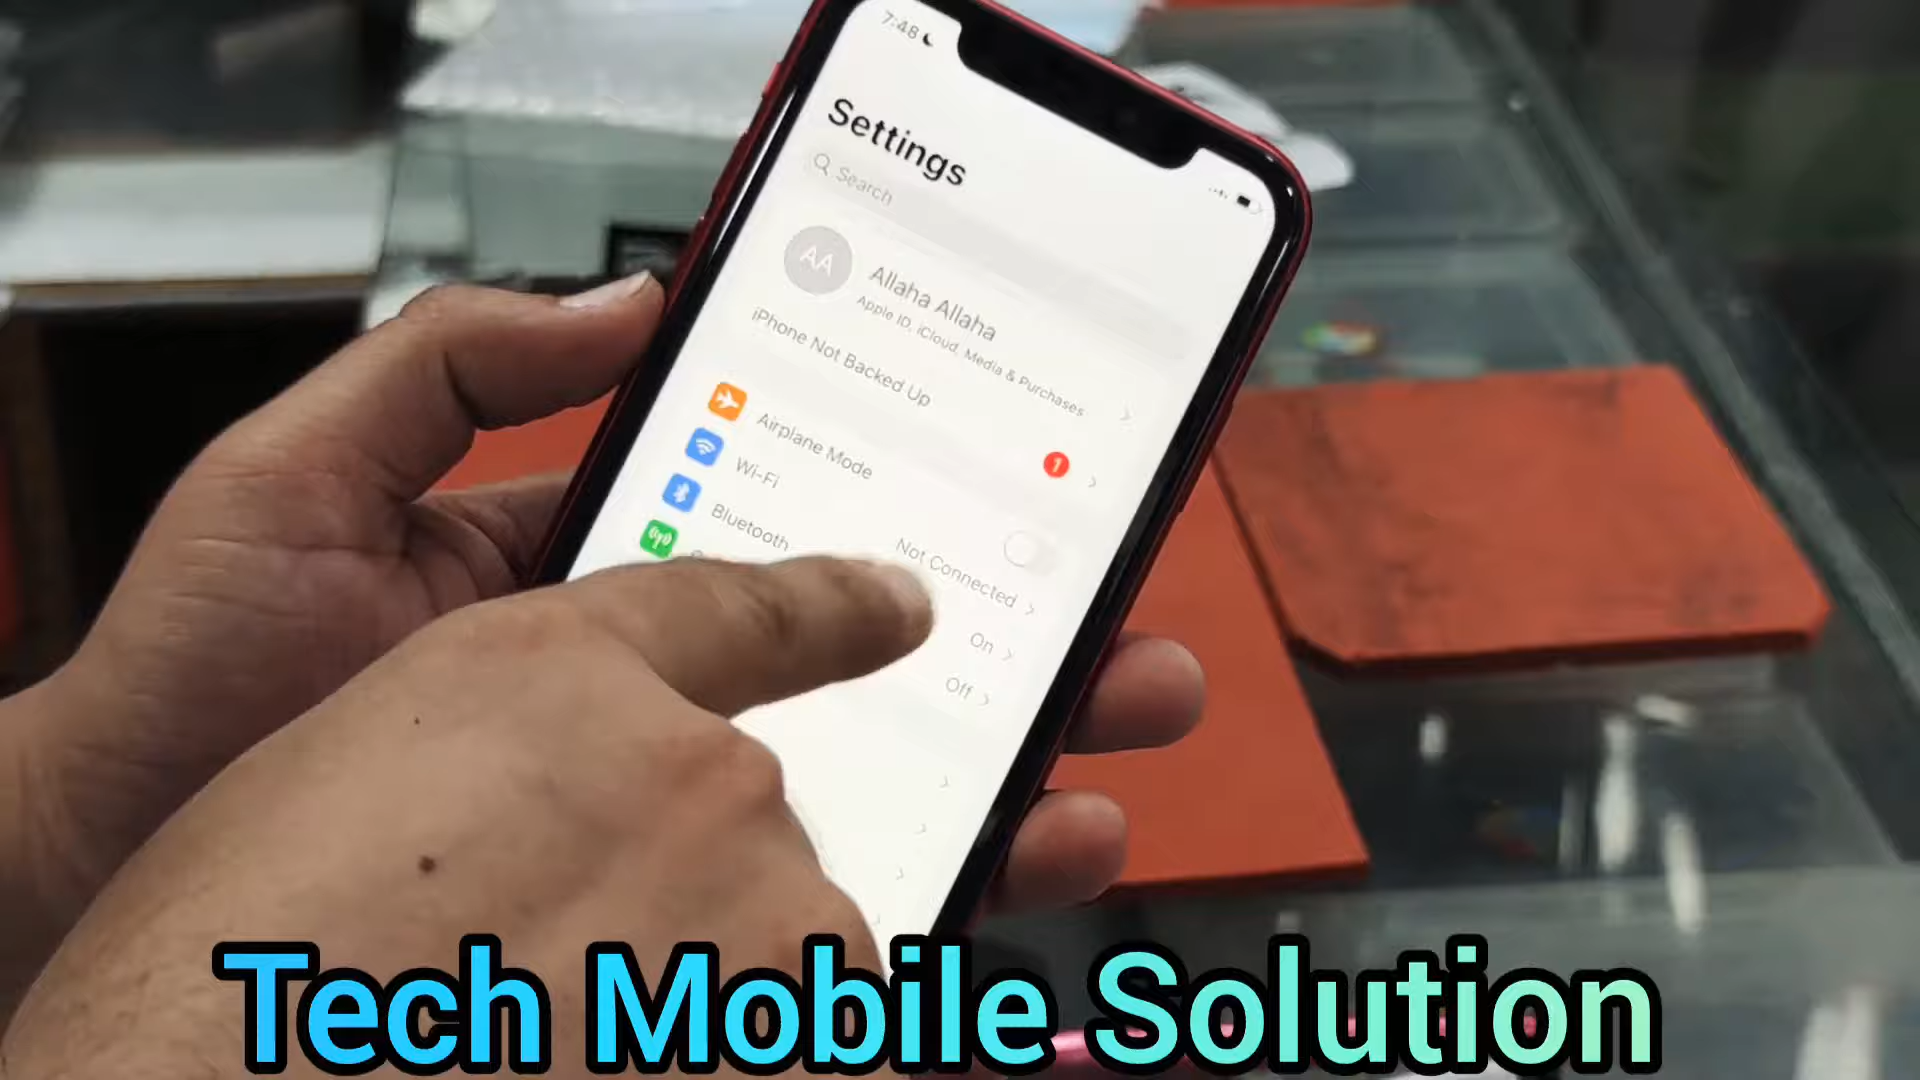 7:48
Settings
Search
AA
Allaha Allaha
Apple ID, iCloud, Media & Purchases
iPhone Not Backed Up
1
Airplane Mode
Wi-Fi
Not Connected
Bluetooth
On
Off
Tech Mobile Solution